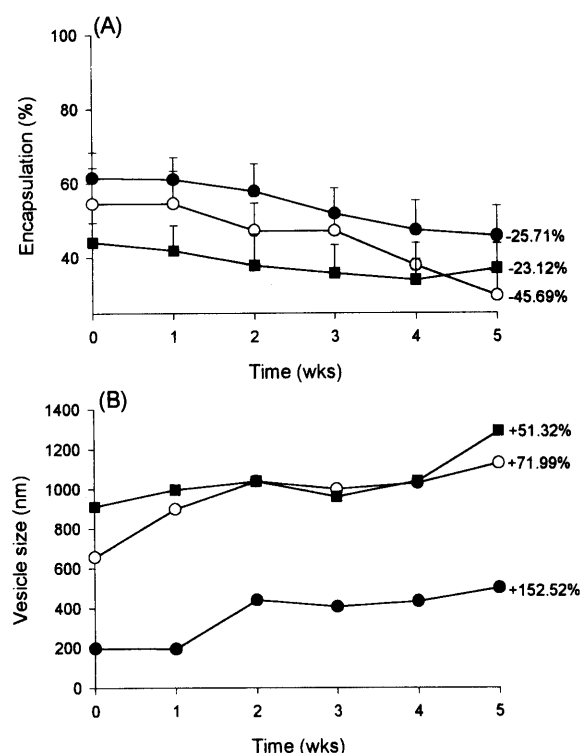 (A)
100
80
60
40
Encapsulation (%)
-25.71%
-23.12%
-45.69%
0 1 2 3 4 5
Time (wks)
(B)
1400
1200
1000
800
600
400
200
0
Vesicle size (nm)
+51.32%
+71.99%
+152.52%
0 1 2 3 4 5
Time (wks)